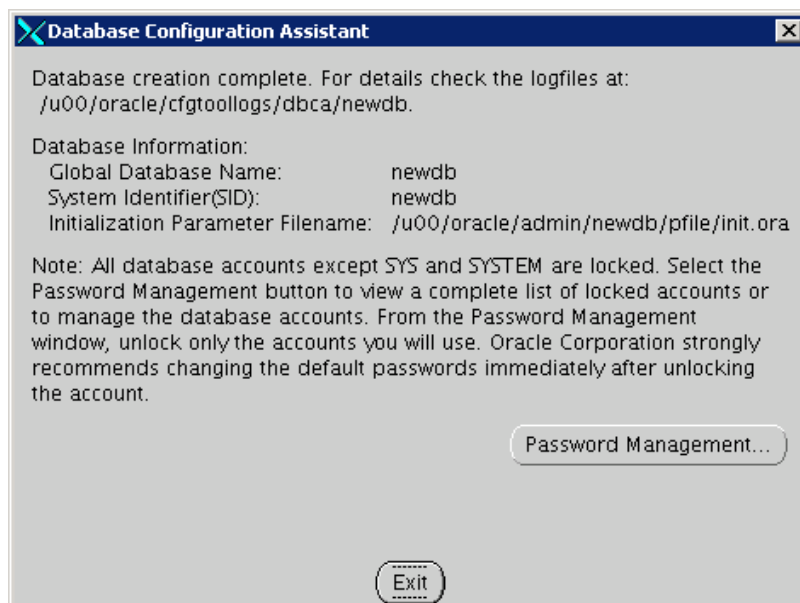 Database Configuration Assistant
Database creation complete. For details check the logfiles at:
/u00/oracle/cfgtoollogs/dbca/newdb.
Database Information:
Global Database Name: newdb
System Identifier(SID): newdb
Initialization Parameter Filename: /u00/oracle/admin/newdb/pfile/init.ora
Note: All database accounts except SYS and SYSTEM are locked. Select the
Password Management button to view a complete list of locked accounts or
to manage the database accounts. From the Password Management
window, unlock only the accounts you will use. Oracle Corporation strongly
recommends changing the default passwords immediately after unlocking
the account.
Password Management...
Exit